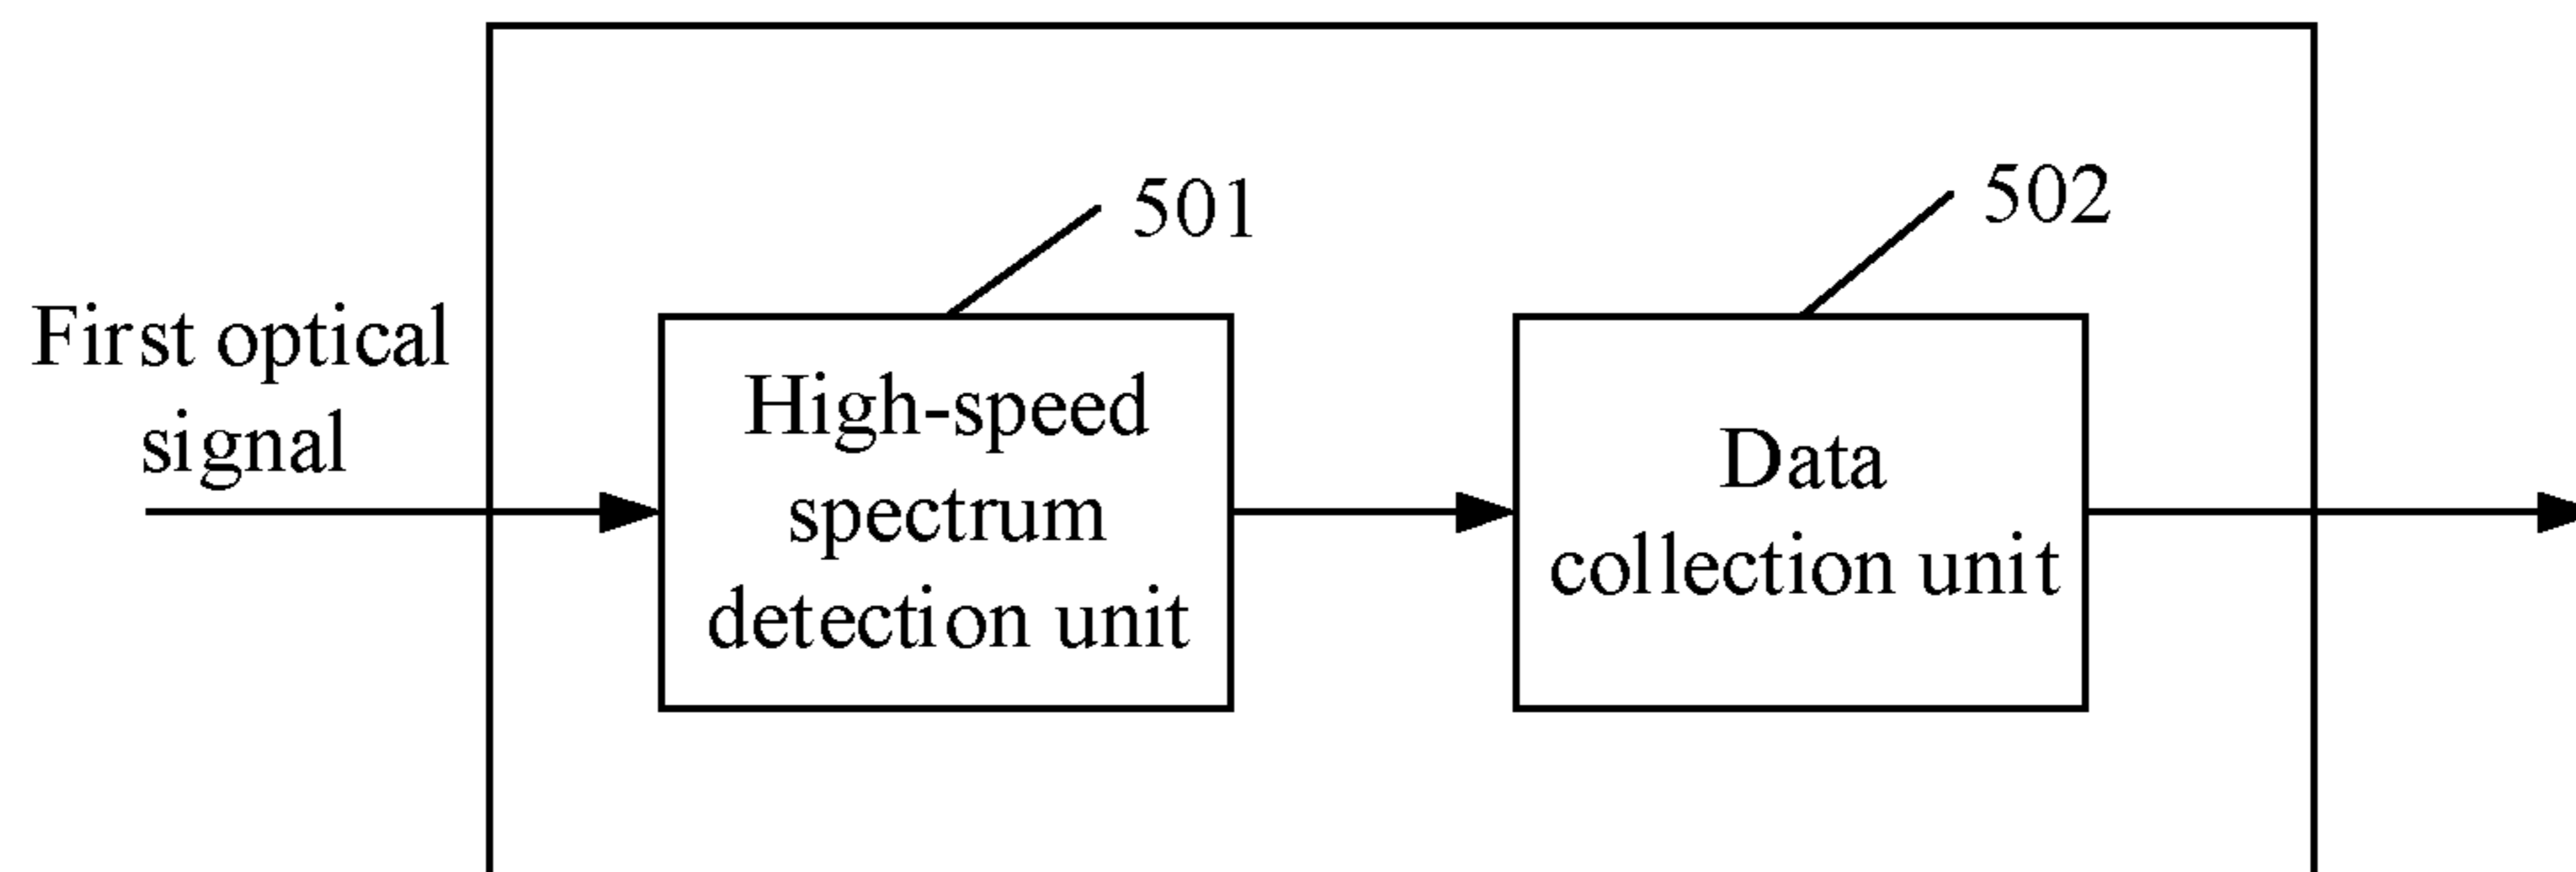 501
502
First optical
signal
High-speed
spectrum
detection unit
Data
collection unit